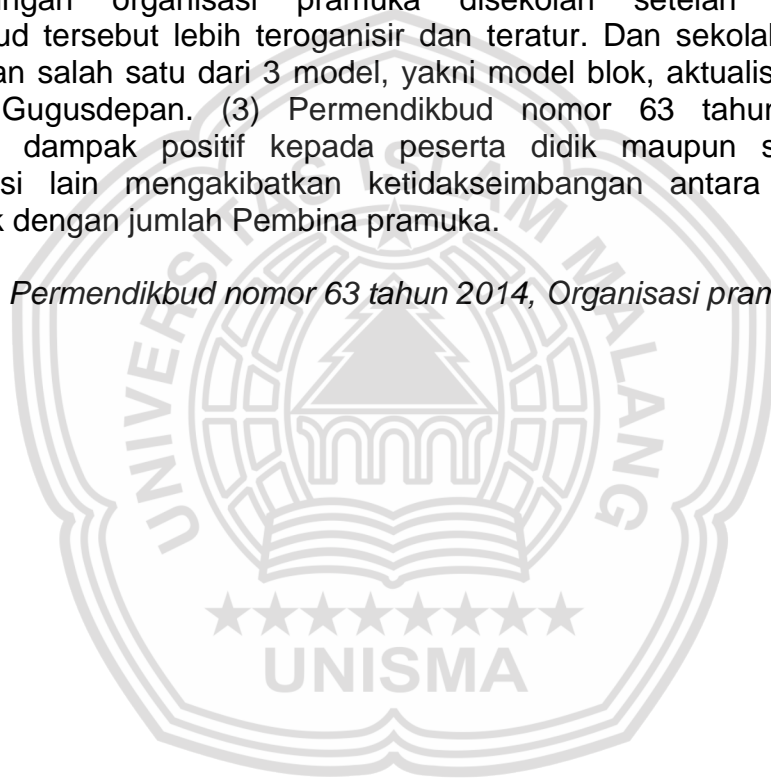 ngan organisasi pramuka disekolah setelah
ud tersebut lebih teroganisir dan teratur. Dan sekolah
an salah satu dari 3 model, yakni model blok, aktualis
Gugusdepan. (3) Permendikbud nomor 63 tahun
dampak positif kepada peserta didik maupun s
si lain mengakibatkan ketidakseimbangan antara
k dengan jumlah Pembina pramuka.
Permendikbud nomor 63 tahun 2014, Organisasi pram
UNIVERSITAS ISLAM MALANG
UNISMA